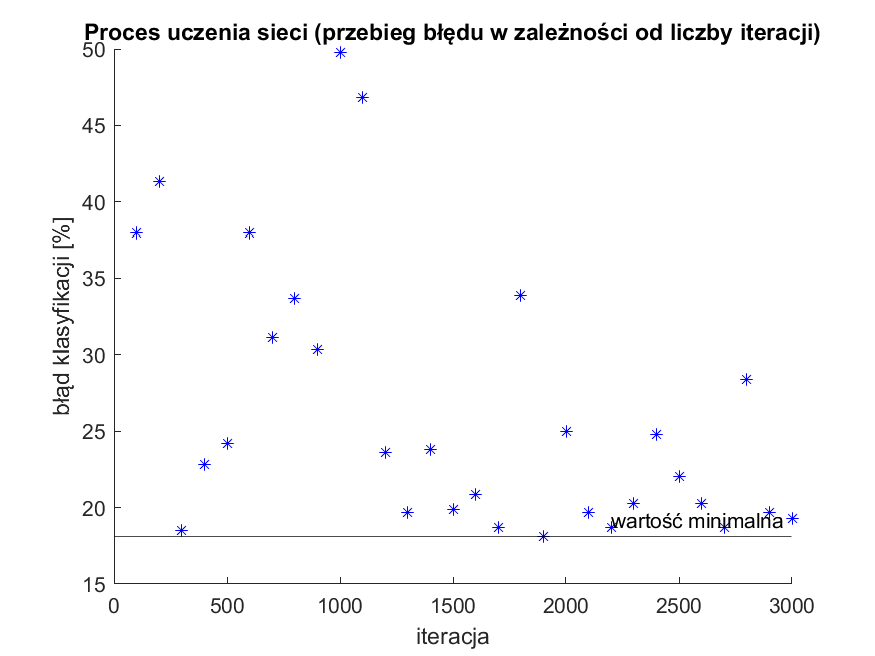 Proces uczenia sieci (przebieg błędu w zależności od liczby iteracji)
50
45
40
35
30
25
20
15
błąd klasyfikacji [%]
wartość minimalna
0 500 1000 1500 2000 2500 3000
iteracja